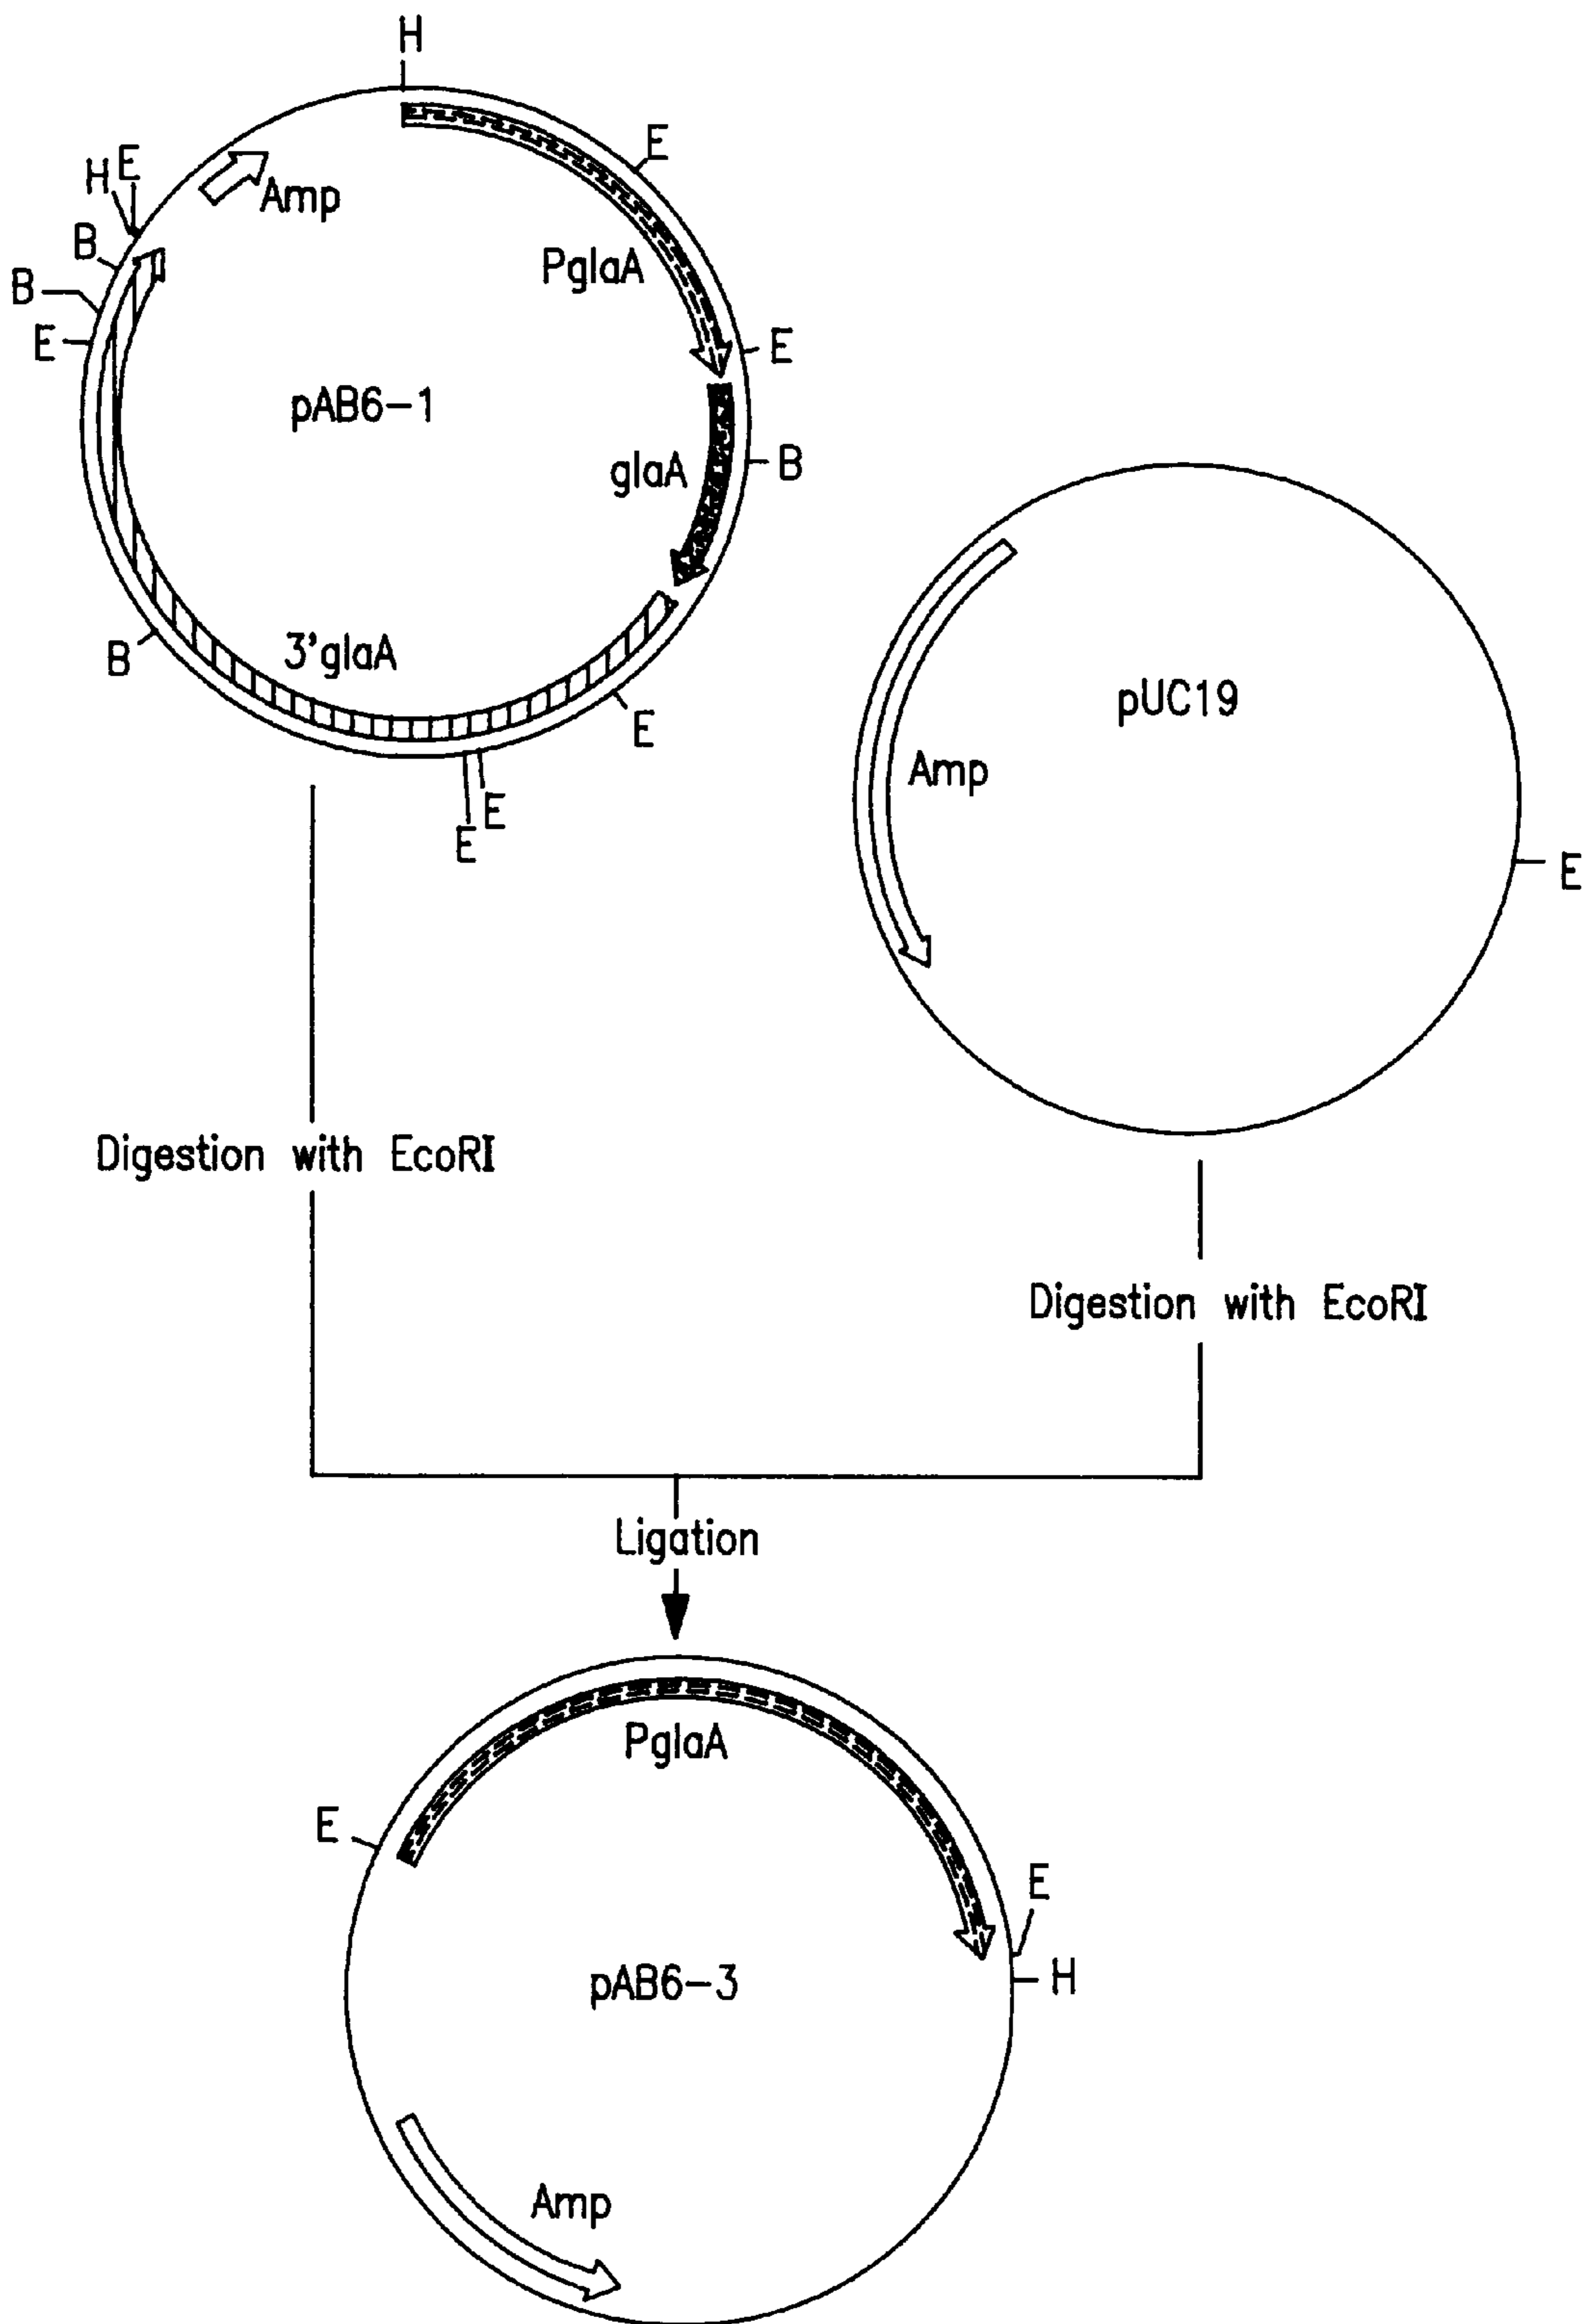 H
E
H E
Amp
B
PglaA
B
E
E
pAB6-1
glaA
B
B
3'glaA
E
E
E
pUC19
Amp
E
Digestion with EcoRI
Digestion with EcoRI
Ligation
PglaA
E
E
H
pAB6-3
Amp